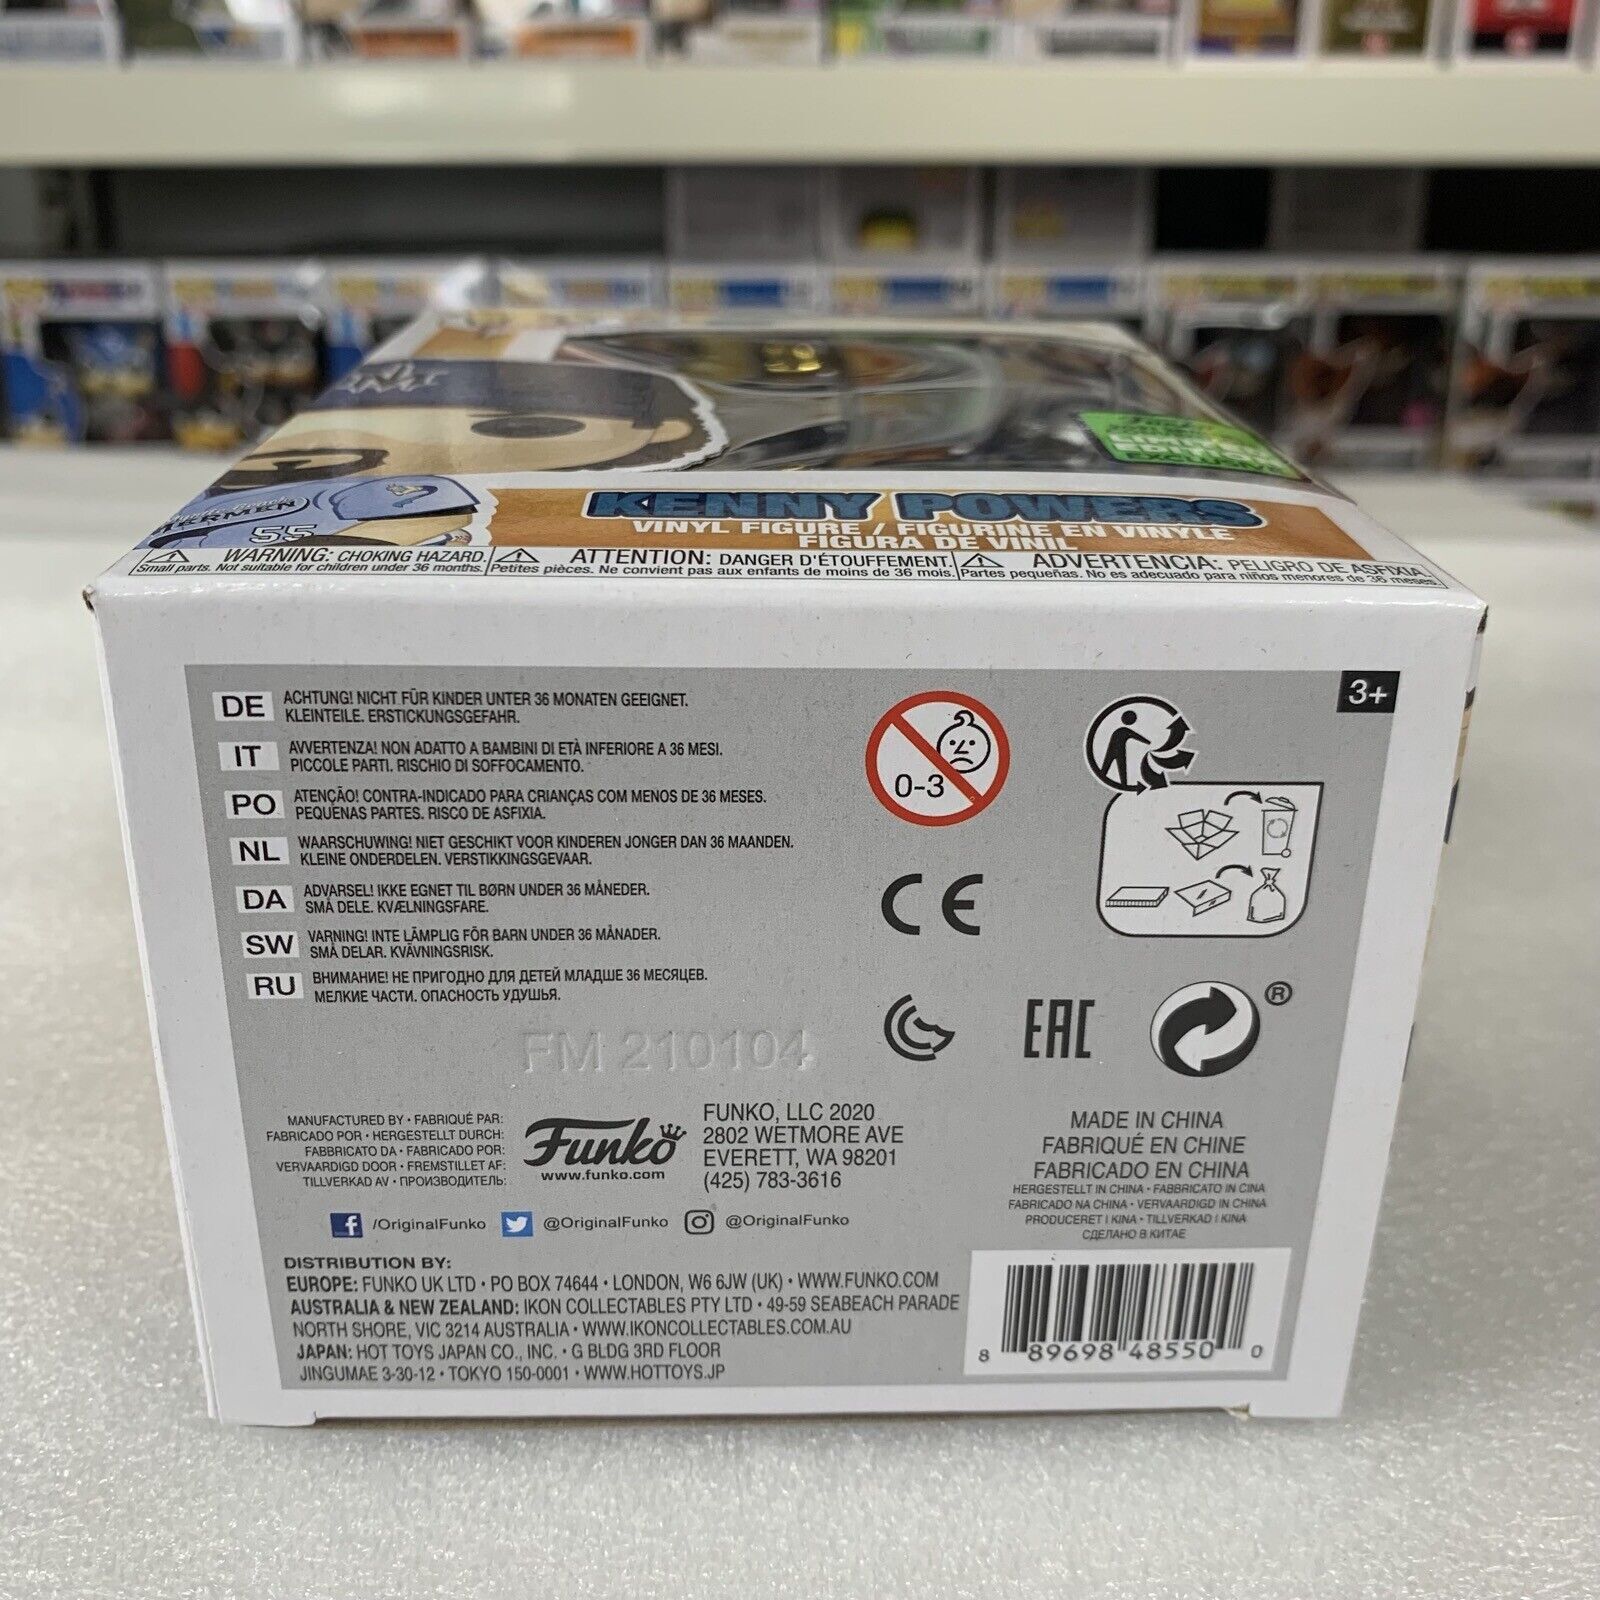 KENNY POWERS
VINYL FIGURE / FIGURINE EN VINYLE
FIGURA DE VINIL
MERMEN
55
LIMITED
EDITION
WARNING: CHOKING HAZARD.
Small parts. Not suitable for children under 36 months.
ATTENTION: DANGER D'ÉTOUFFEMENT.
Petites pièces. Ne convient pas aux enfants de moins de 36 mois.
ADVERTENCIA: PELIGRO DE ASFIXIA
Partes pequeñas. No es adecuado para niños menores de 36 meses.
3+
DE ACHTUNG! NICHT FÜR KINDER UNTER 36 MONATEN GEEIGNET.
KLEINTEILE. ERSTICKUNGSGEFAHR.
IT AVVERTENZA! NON ADATTO A BAMBINI DI ETÀ INFERIORE A 36 MESI.
PICCOLE PARTI. RISCHIO DI SOFFOCAMENTO.
PO ATENÇÃO! CONTRA-INDICADO PARA CRIANÇAS COM MENOS DE 36 MESES.
PEQUENAS PARTES. RISCO DE ASFIXIA.
NL WAARSCHUWING! NIET GESCHIKT VOOR KINDEREN JONGER DAN 36 MAANDEN.
KLEINE ONDERDELEN. VERSTIKKINGSGEVAAR.
DA ADVARSEL! IKKE EGNET TIL BØRN UNDER 36 MÅNEDER.
SMÅ DELE. KVÆLNINGSFARE.
SW VARNING! INTE LÄMPLIG FÖR BARN UNDER 36 MÅNADER.
SMÅ DELAR. KVÄVNINGSRISK.
RU ВНИМАНИЕ! НЕ ПРИГОДНО ДЛЯ ДЕТЕЙ МЛАДШЕ 36 МЕСЯЦЕВ.
МЕЛКИЕ ЧАСТИ. ОПАСНОСТЬ УДУШЬЯ.
0-3
CE
EAC
®
FM 210104
MANUFACTURED BY • FABRIQUÉ PAR:
FABRICADO POR • HERGESTELLT DURCH:
FABBRICATO DA • FABRICADO POR:
VERVAARDIGD DOOR • FREMSTILLET AF:
TILLVERKAD AV • ПРОИЗВОДИТЕЛЬ:
Funko
www.funko.com
FUNKO, LLC 2020
2802 WETMORE AVE
EVERETT, WA 98201
(425) 783-3616
f /OriginalFunko @OriginalFunko @OriginalFunko
MADE IN CHINA
FABRIQUÉ EN CHINE
FABRICADO EN CHINA
HERGESTELLT IN CHINA • FABBRICATO IN CINA
FABRICADO NA CHINA • VERVAARDIGD IN CHINA
PRODUCERET I KINA • TILLVERKAD I KINA
СДЕЛАНО В КИТАЕ
DISTRIBUTION BY:
EUROPE: FUNKO UK LTD • PO BOX 74644 • LONDON, W6 6JW (UK) • WWW.FUNKO.COM
AUSTRALIA & NEW ZEALAND: IKON COLLECTABLES PTY LTD • 49-59 SEABEACH PARADE
NORTH SHORE, VIC 3214 AUSTRALIA • WWW.IKONCOLLECTABLES.COM.AU
JAPAN: HOT TOYS JAPAN CO., INC. • G BLDG 3RD FLOOR
JINGUMAE 3-30-12 • TOKYO 150-0001 • WWW.HOTTOYS.JP
8 89698 48550 0